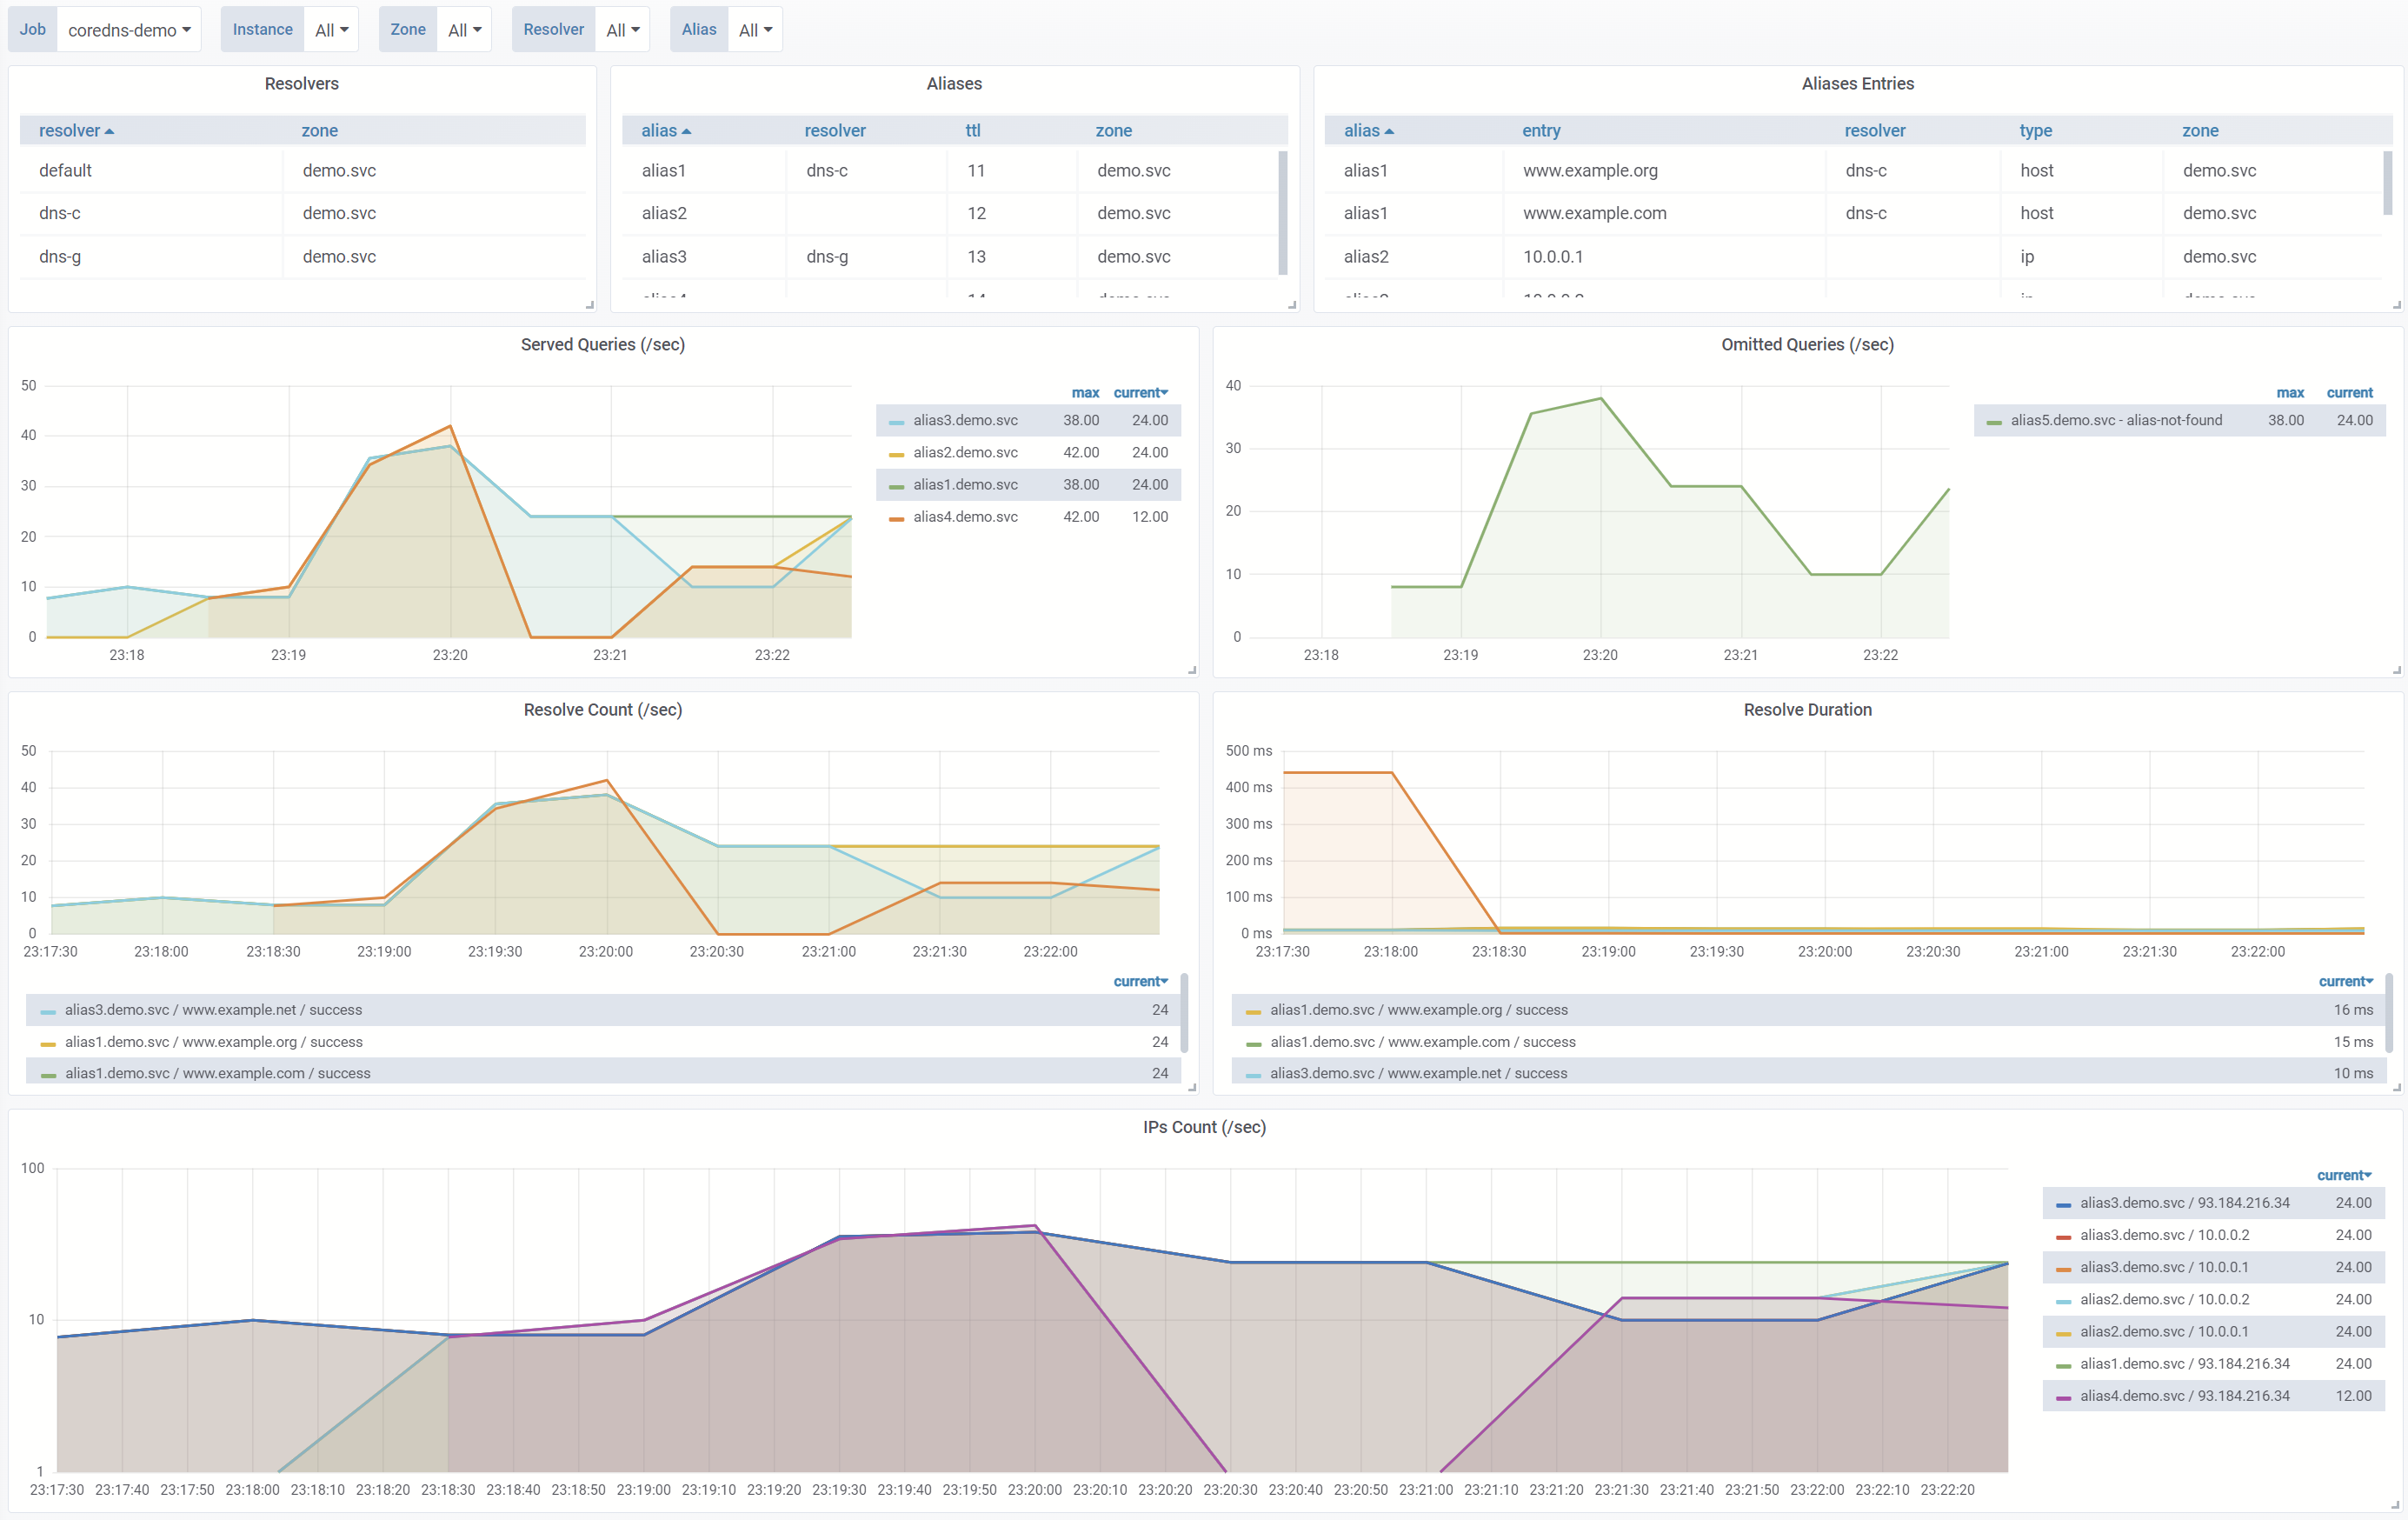 Job coredns-demo Instance All Zone All Resolver All Alias All
Resolvers
resolver zone
default demo.svc
dns-c demo.svc
dns-g demo.svc
Aliases
alias resolver ttl zone
alias1 dns-c 11 demo.svc
alias2 12 demo.svc
alias3 dns-g 13 demo.svc
Aliases Entries
alias entry resolver type zone
alias1 www.example.org dns-c host demo.svc
alias1 www.example.com dns-c host demo.svc
alias2 10.0.0.1 ip demo.svc
Served Queries (/sec)
50
40
30
20
10
0
23:18 23:19 23:20 23:21 23:22
max current
alias3.demo.svc 38.00 24.00
alias2.demo.svc 42.00 24.00
alias1.demo.svc 38.00 24.00
alias4.demo.svc 42.00 12.00
Omitted Queries (/sec)
40
30
20
10
0
23:18 23:19 23:20 23:21 23:22
max current
alias5.demo.svc - alias-not-found 38.00 24.00
Resolve Count (/sec)
50
40
30
20
10
0
23:17:30 23:18:00 23:18:30 23:19:00 23:19:30 23:20:00 23:20:30 23:21:00 23:21:30 23:22:00
current
alias3.demo.svc / www.example.net / success 24
alias1.demo.svc / www.example.org / success 24
alias1.demo.svc / www.example.com / success 24
Resolve Duration
500 ms
400 ms
300 ms
200 ms
100 ms
0 ms
23:17:30 23:18:00 23:18:30 23:19:00 23:19:30 23:20:00 23:20:30 23:21:00 23:21:30 23:22:00
current
alias1.demo.svc / www.example.org / success 16 ms
alias1.demo.svc / www.example.com / success 15 ms
alias3.demo.svc / www.example.net / success 10 ms
IPs Count (/sec)
100
10
1
23:17:30 23:17:40 23:17:50 23:18:00 23:18:10 23:18:20 23:18:30 23:18:40 23:18:50 23:19:00 23:19:10 23:19:20 23:19:30 23:19:40 23:19:50 23:20:00 23:20:10 23:20:20 23:20:30 23:20:40 23:20:50 23:21:00 23:21:10 23:21:20 23:21:30 23:21:40 23:21:50 23:22:00 23:22:10 23:22:20
current
alias3.demo.svc / 93.184.216.34 24.00
alias3.demo.svc / 10.0.0.2 24.00
alias3.demo.svc / 10.0.0.1 24.00
alias2.demo.svc / 10.0.0.2 24.00
alias2.demo.svc / 10.0.0.1 24.00
alias1.demo.svc / 93.184.216.34 24.00
alias4.demo.svc / 93.184.216.34 12.00